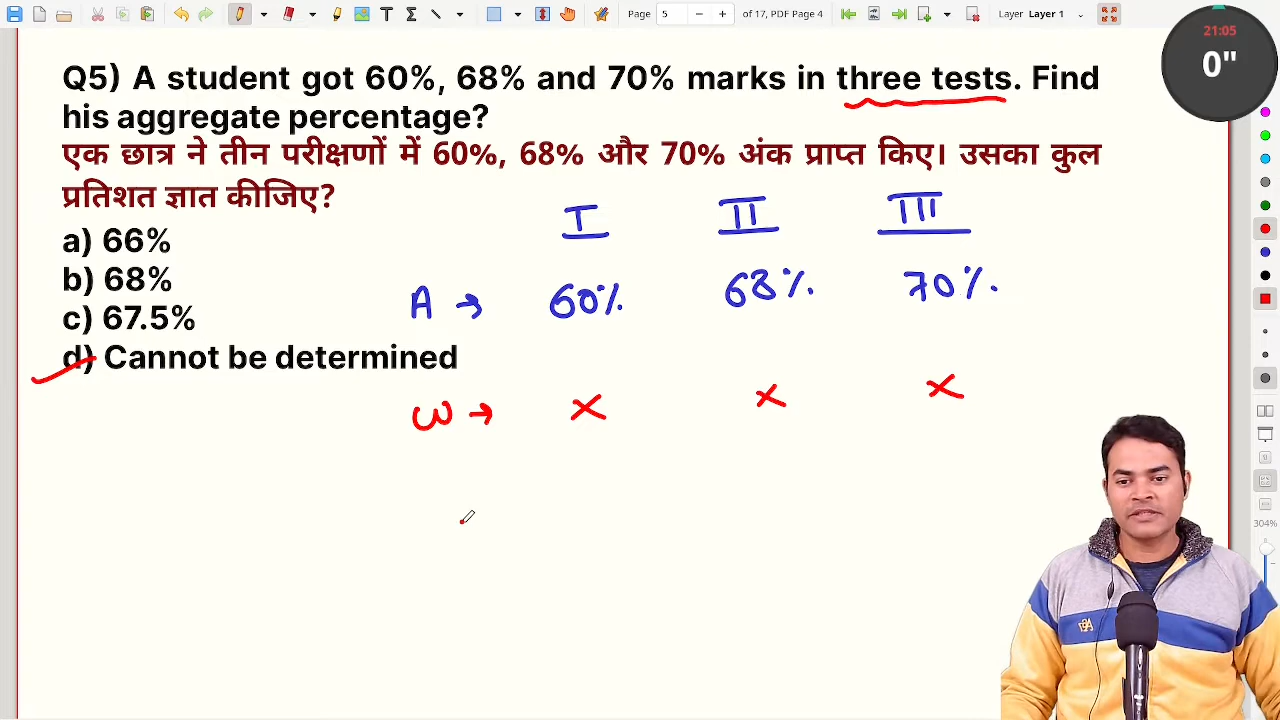 Page 5 of 17. PDF Page 4 Layer Layer 1
21:05
0"
Q5) A student got 60%, 68% and 70% marks in three tests. Find
his aggregate percentage?
एक छात्र ने तीन परीक्षणों में 60%, 68% और 70% अंक प्राप्त किए। उसका कुल
प्रतिशत ज्ञात कीजिए?
I II III
a) 66%
b) 68%
A → 60% 68% 70%
c) 67.5%
d) Cannot be determined
W → × × ×
304%